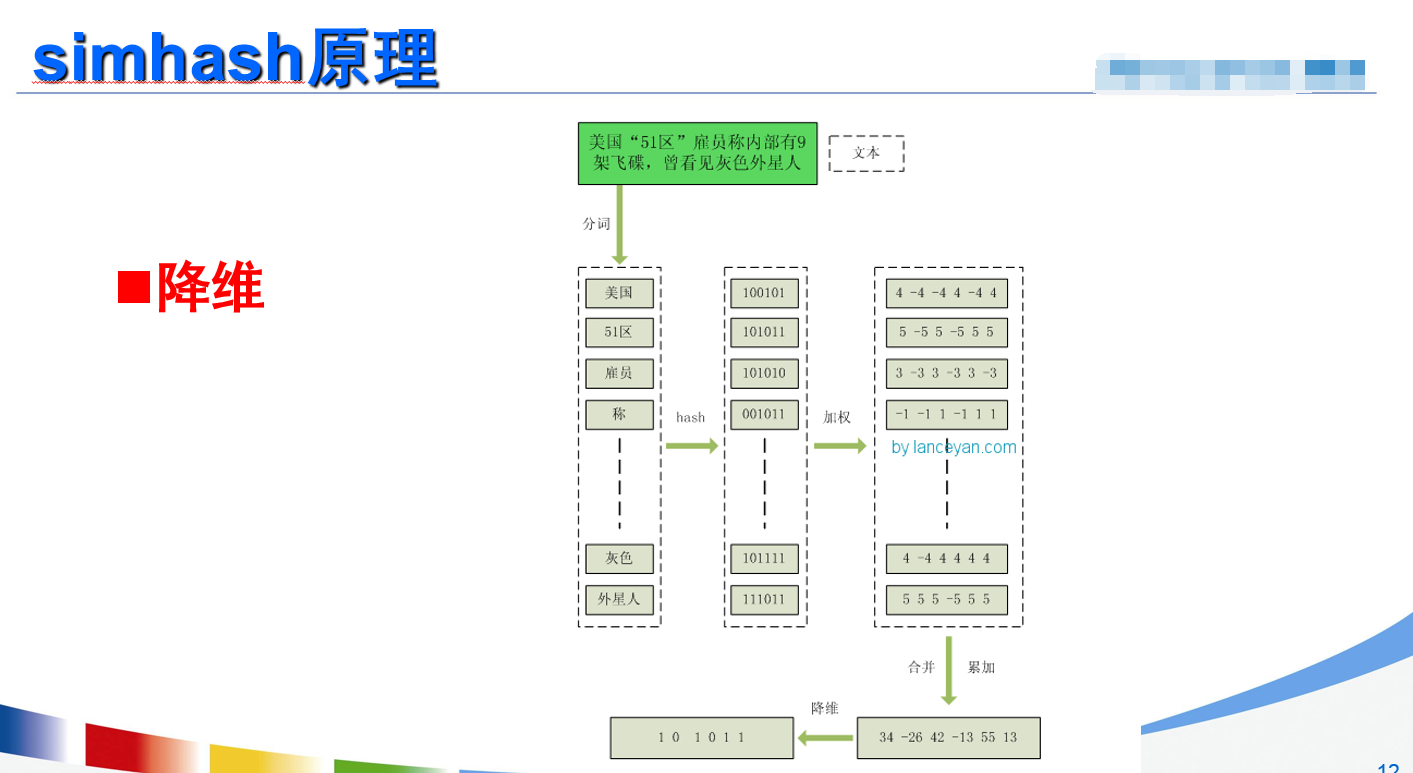 simhash原理
美国“51区”雇员称内部有9
架飞碟，曾看见灰色外星人
文本
分词
■降维
美国
100101
4 -4 -4 4 -4 4
51区
101011
5 -5 5 -5 5 5
雇员
101010
3 -3 3 -3 3 -3
称
001011
-1 -1 1 -1 1 1
hash
加权
by lanceyan.com
灰色
101111
4 -4 4 4 4 4
外星人
111011
5 5 5 -5 5 5
合并
累加
降维
1 0 1 0 1 1
34 -26 42 -13 55 13
12